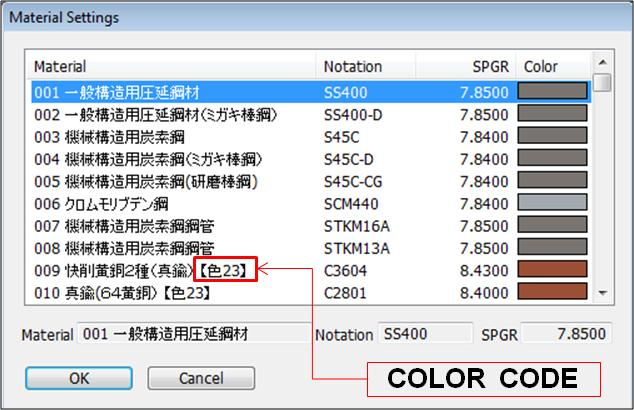 Material Settings
Material Notation SPGR Color
001 一般構造用圧延鋼材 SS400 7.8500
002 一般構造用圧延鋼材(ミガキ棒鋼) SS400-D 7.8500
003 機械構造用炭素鋼 S45C 7.8400
004 機械構造用炭素鋼(ミガキ棒鋼) S45C-D 7.8400
005 機械構造用炭素鋼(研磨棒鋼) S45C-CG 7.8400
006 クロムモリブデン鋼 SCM440 7.8400
007 機械構造用炭素鋼鋼管 STKM16A 7.8500
008 機械構造用炭素鋼鋼管 STKM13A 7.8500
009 快削黄銅2種(真鍮)【色23】 C3604 8.4300
010 真鍮(64黄銅)【色23】 C2801 8.4000
Material 001 一般構造用圧延鋼材 Notation SS400 SPGR 7.8500
OK Cancel
COLOR CODE